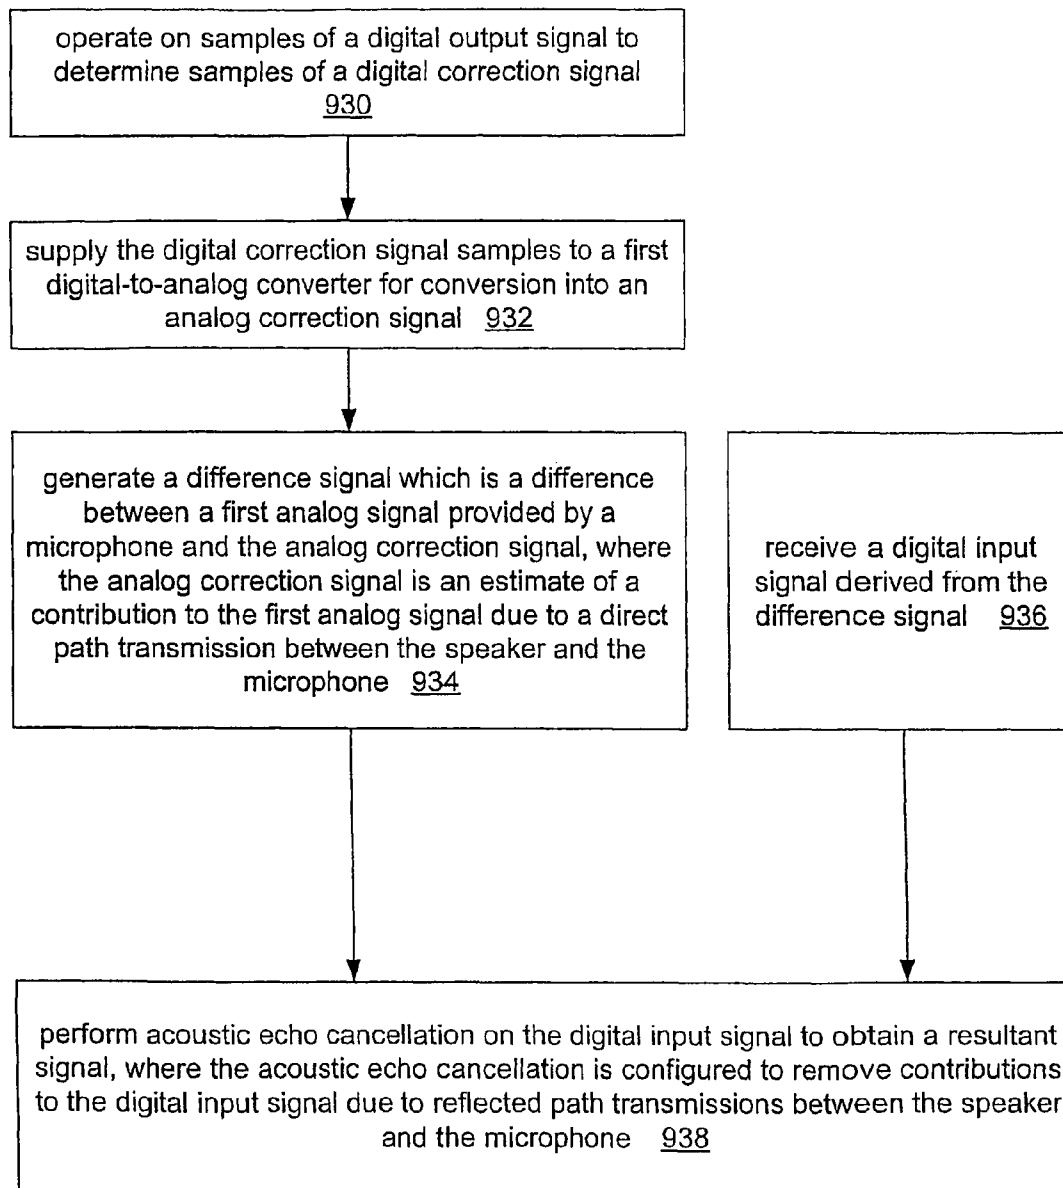 operate on samples of a digital output signal to
determine samples of a digital correction signal
930
supply the digital correction signal samples to a first
digital-to-analog converter for conversion into an
analog correction signal 932
generate a difference signal which is a difference
between a first analog signal provided by a
microphone and the analog correction signal, where
the analog correction signal is an estimate of a
contribution to the first analog signal due to a direct
path transmission between the speaker and the
microphone 934
receive a digital input
signal derived from the
difference signal 936
perform acoustic echo cancellation on the digital input signal to obtain a resultant
signal, where the acoustic echo cancellation is configured to remove contributions
to the digital input signal due to reflected path transmissions between the speaker
and the microphone 938